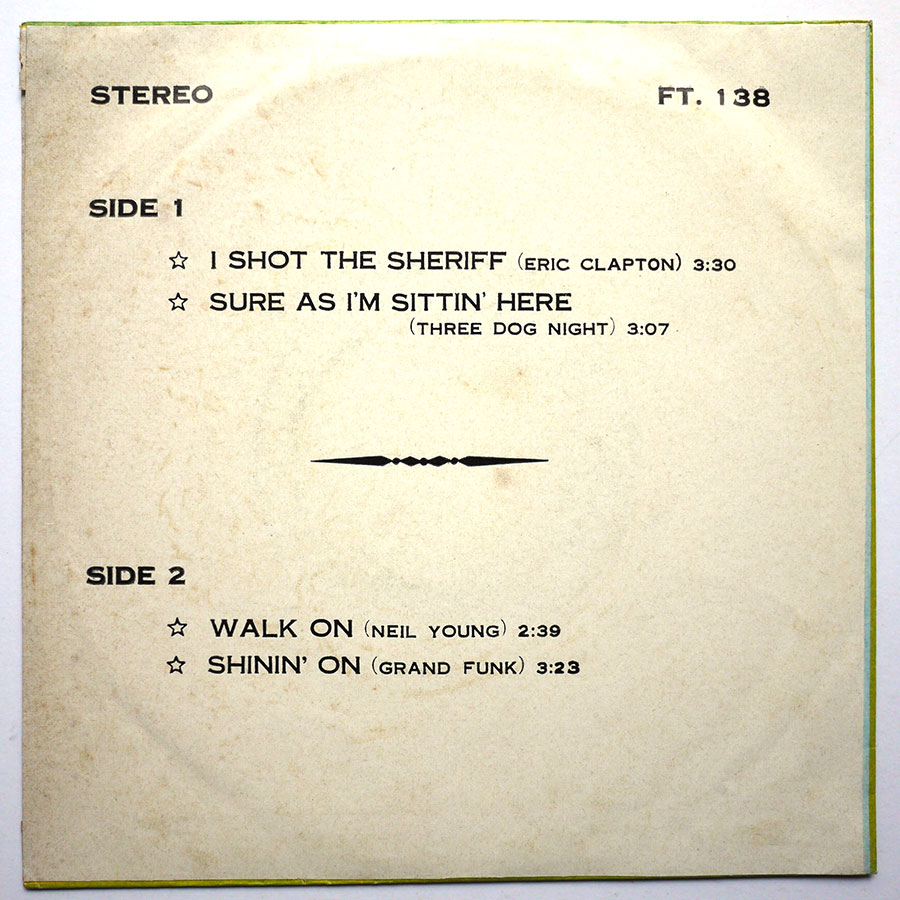 STEREO FT. 138
SIDE 1
☆ I SHOT THE SHERIFF (ERIC CLAPTON) 3:30
☆ SURE AS I'M SITTIN' HERE
(THREE DOG NIGHT) 3:07
SIDE 2
☆ WALK ON (NEIL YOUNG) 2:39
☆ SHININ' ON (GRAND FUNK) 3:23